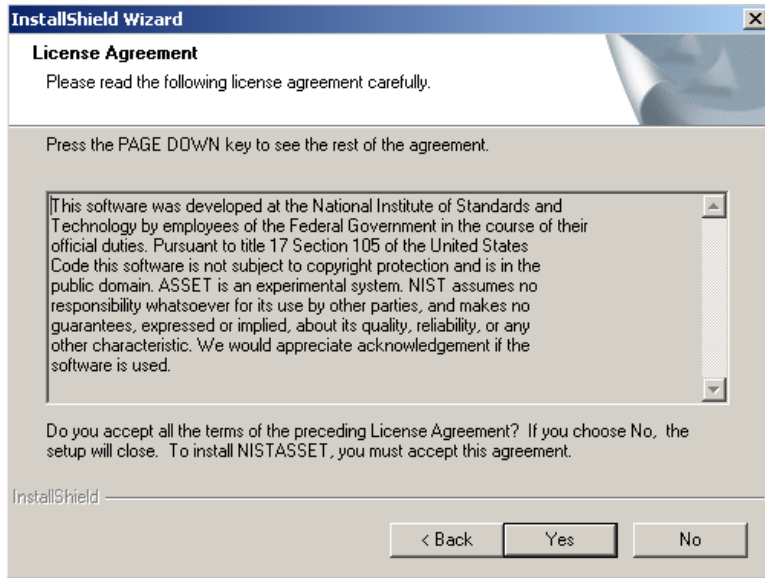 InstallShield Wizard
License Agreement
Please read the following license agreement carefully.
Press the PAGE DOWN key to see the rest of the agreement.
This software was developed at the National Institute of Standards and
Technology by employees of the Federal Government in the course of their
official duties. Pursuant to title 17 Section 105 of the United States
Code this software is not subject to copyright protection and is in the
public domain. ASSET is an experimental system. NIST assumes no
responsibility whatsoever for its use by other parties, and makes no
guarantees, expressed or implied, about its quality, reliability, or any
other characteristic. We would appreciate acknowledgement if the
software is used.
Do you accept all the terms of the preceding License Agreement? If you choose No, the
setup will close. To install NISTASSET, you must accept this agreement.
InstallShield
< Back Yes No